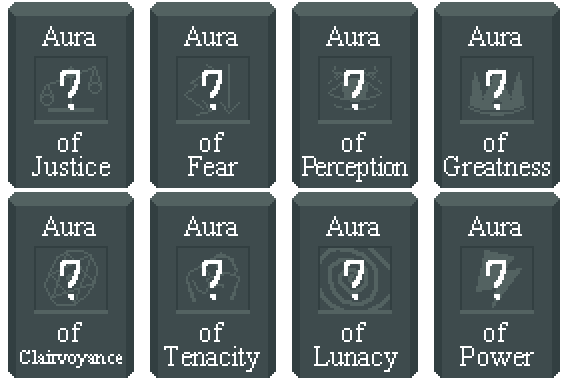 Aura
?
of
Justice
Aura
?
of
Fear
Aura
?
of
Perception
Aura
?
of
Greatness
Aura
?
of
Clairvoyance
Aura
?
of
Tenacity
Aura
?
of
Lunacy
Aura
?
of
Power